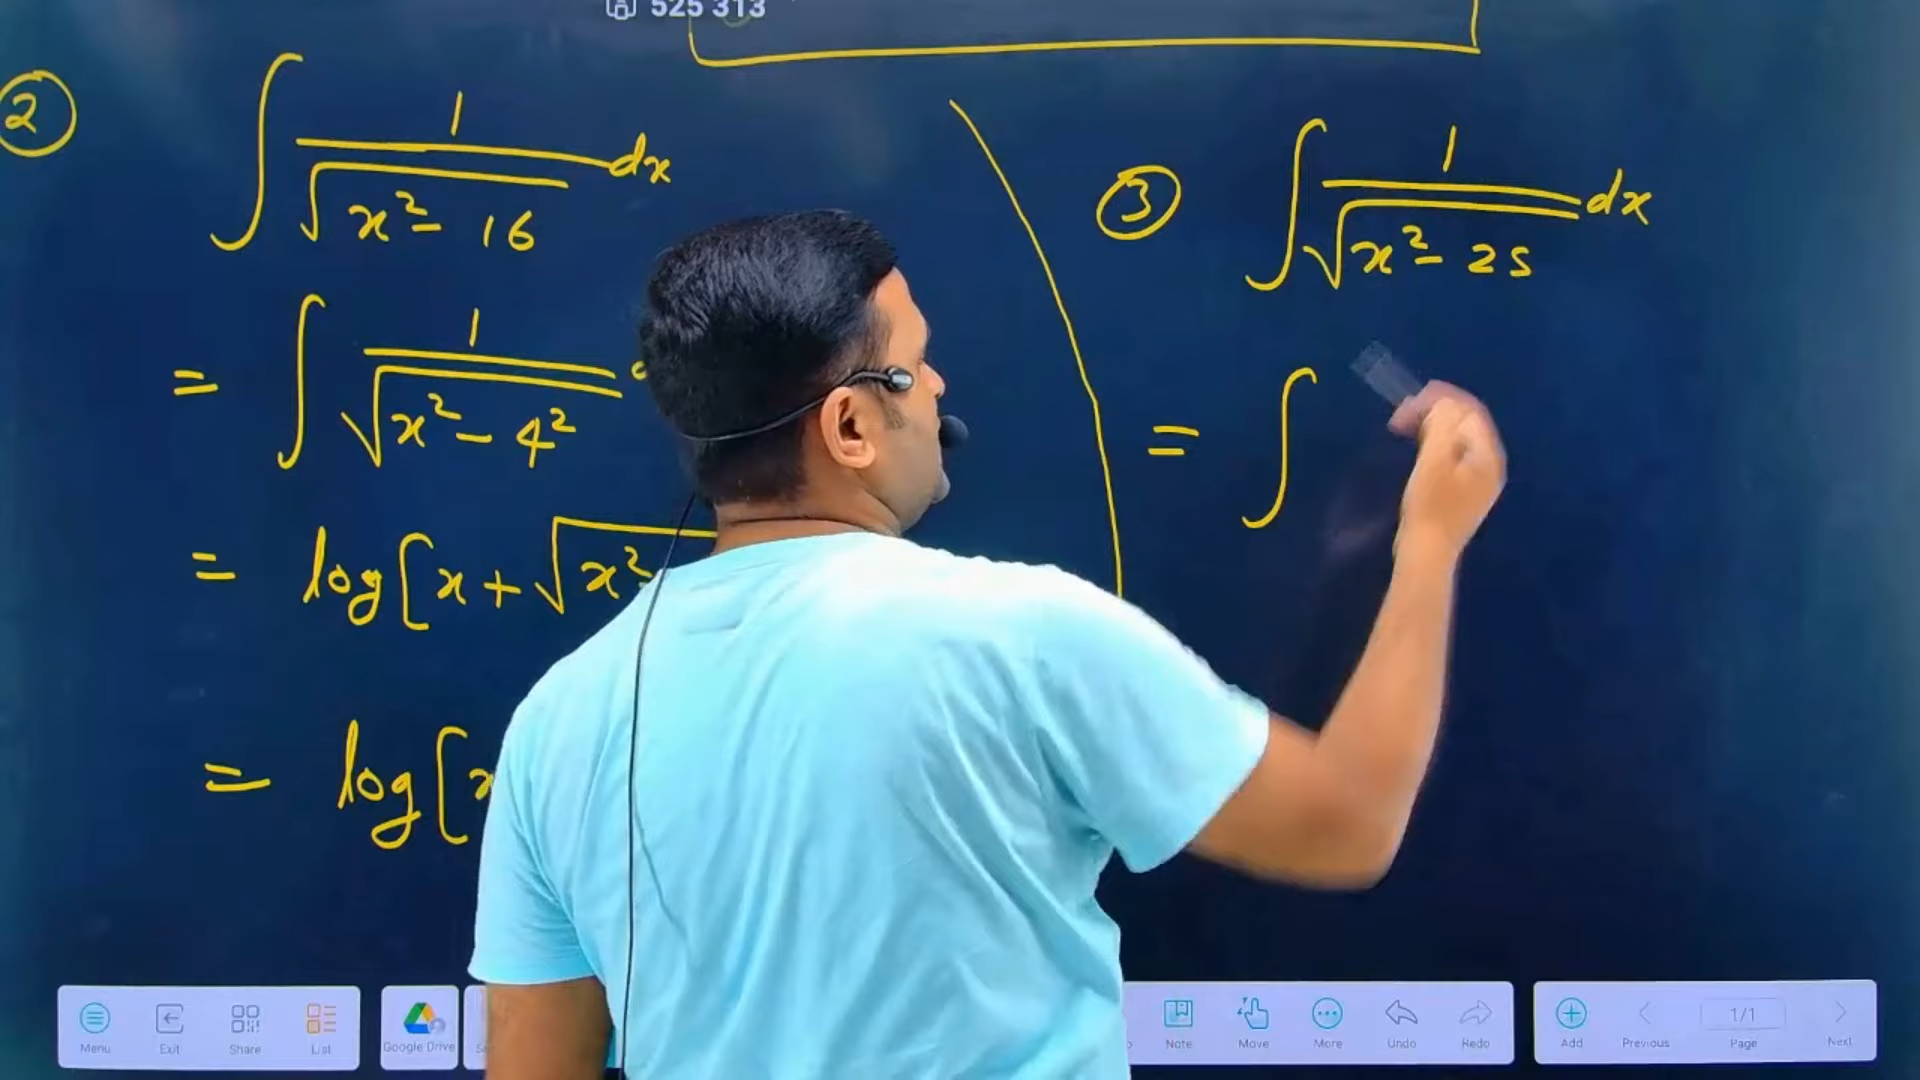 525 313
② ∫ 1/√(x² - 16) dx
= ∫ 1/√(x² - 4²)
= log[x + √x² -
= log[x
③ ∫ 1/√(x² - 25) dx
= ∫
Menu Exit Share List Google Drive Note Move More Undo Redo Add Previous 1/1 Page Next